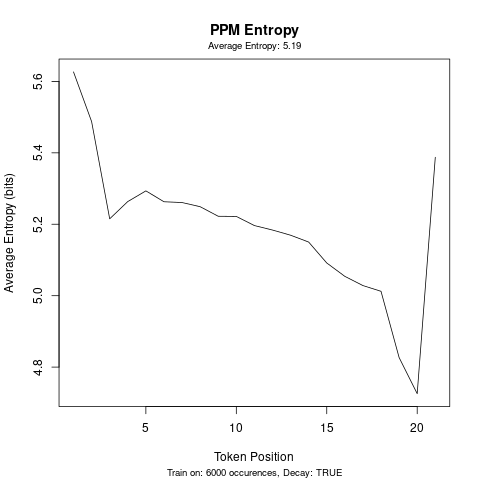 PPM Entropy
Average Entropy: 5.19
Average Entropy (bits)
5.6
5.4
5.2
5.0
4.8
5 10 15 20
Token Position
Train on: 6000 occurences, Decay: TRUE